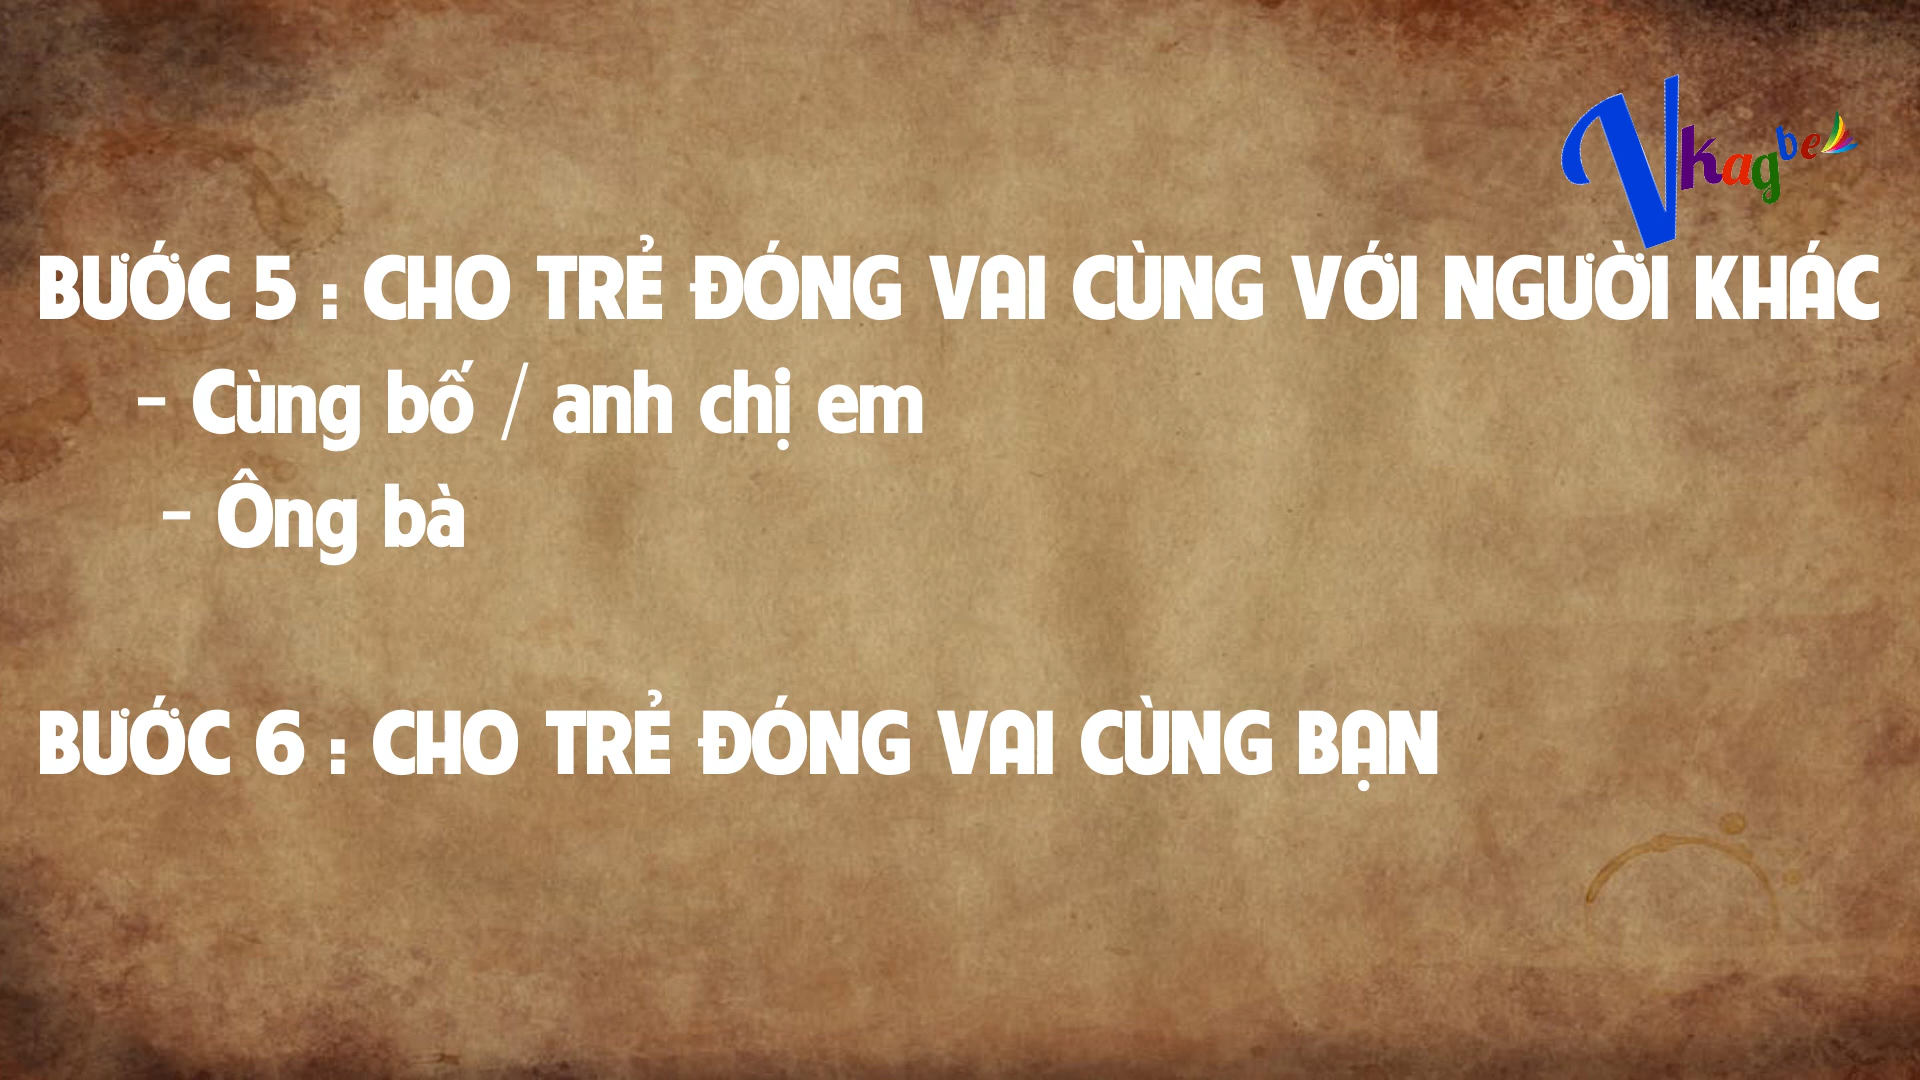 Vkagbe
BƯỚC 5 : CHO TRẺ ĐÓNG VAI CÙNG VỚI NGƯỜI KHÁC
- Cùng bố / anh chị em
- Ông bà
BƯỚC 6 : CHO TRẺ ĐÓNG VAI CÙNG BẠN